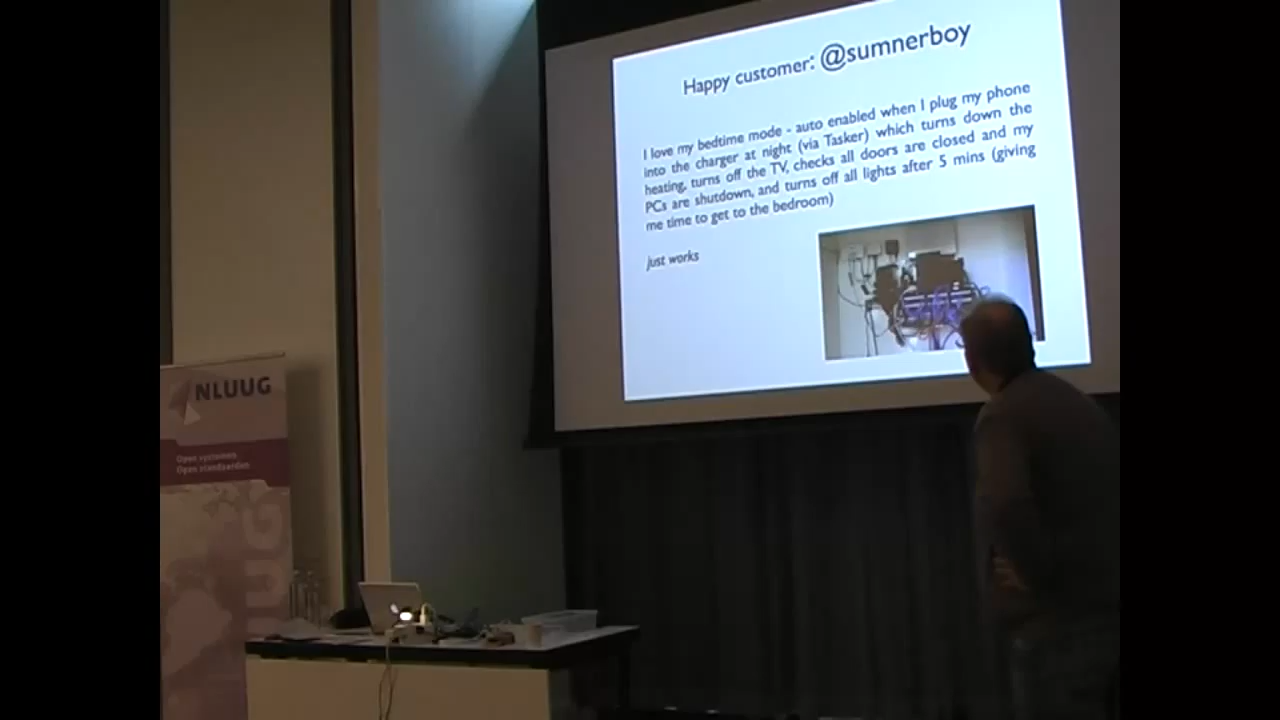 Happy customer: @sumnerboy
I love my bedtime mode - auto enabled when I plug my phone
into the charger at night (via Tasker) which turns down the
heating, turns off the TV, checks all doors are closed and my
PCs are shutdown, and turns off all lights after 5 mins (giving
me time to get to the bedroom)
just works
NLUUG
Open systemen
Open standaarden